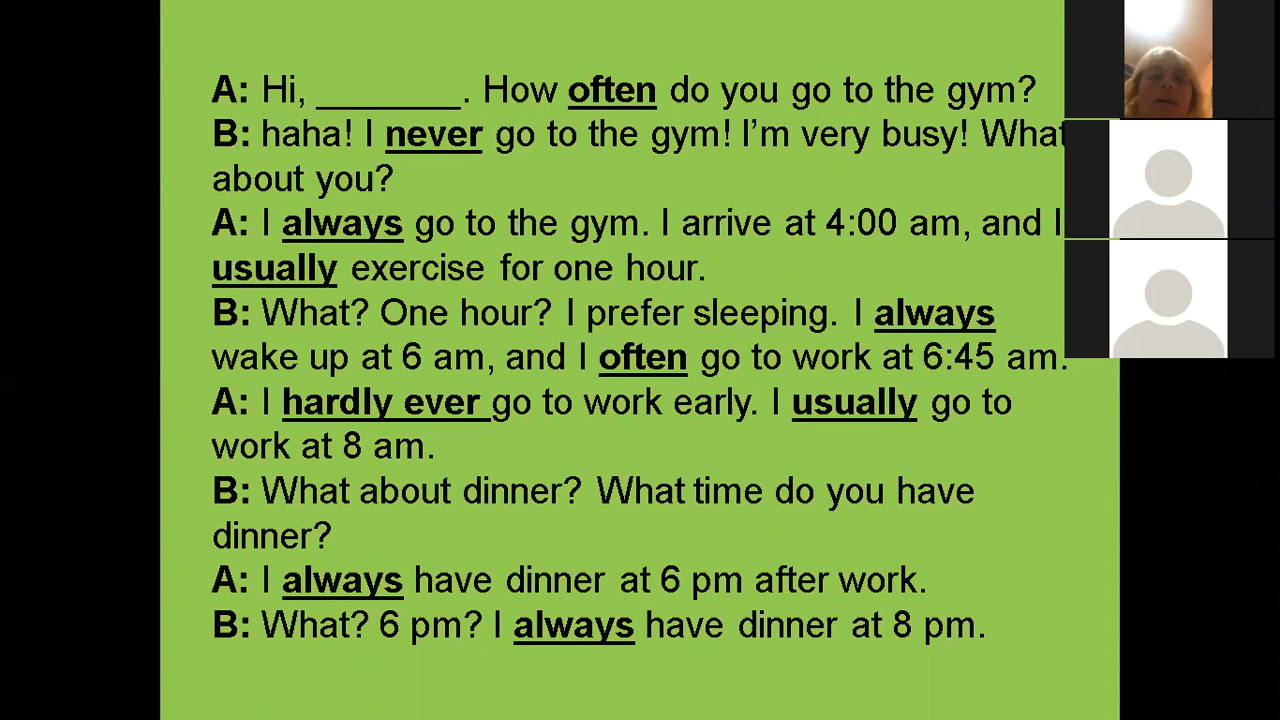 A: Hi, _______. How often do you go to the gym?
B: haha! I never go to the gym! I'm very busy! What
about you?
A: I always go to the gym. I arrive at 4:00 am, and I
usually exercise for one hour.
B: What? One hour? I prefer sleeping. I always
wake up at 6 am, and I often go to work at 6:45 am.
A: I hardly ever go to work early. I usually go to
work at 8 am.
B: What about dinner? What time do you have
dinner?
A: I always have dinner at 6 pm after work.
B: What? 6 pm? I always have dinner at 8 pm.